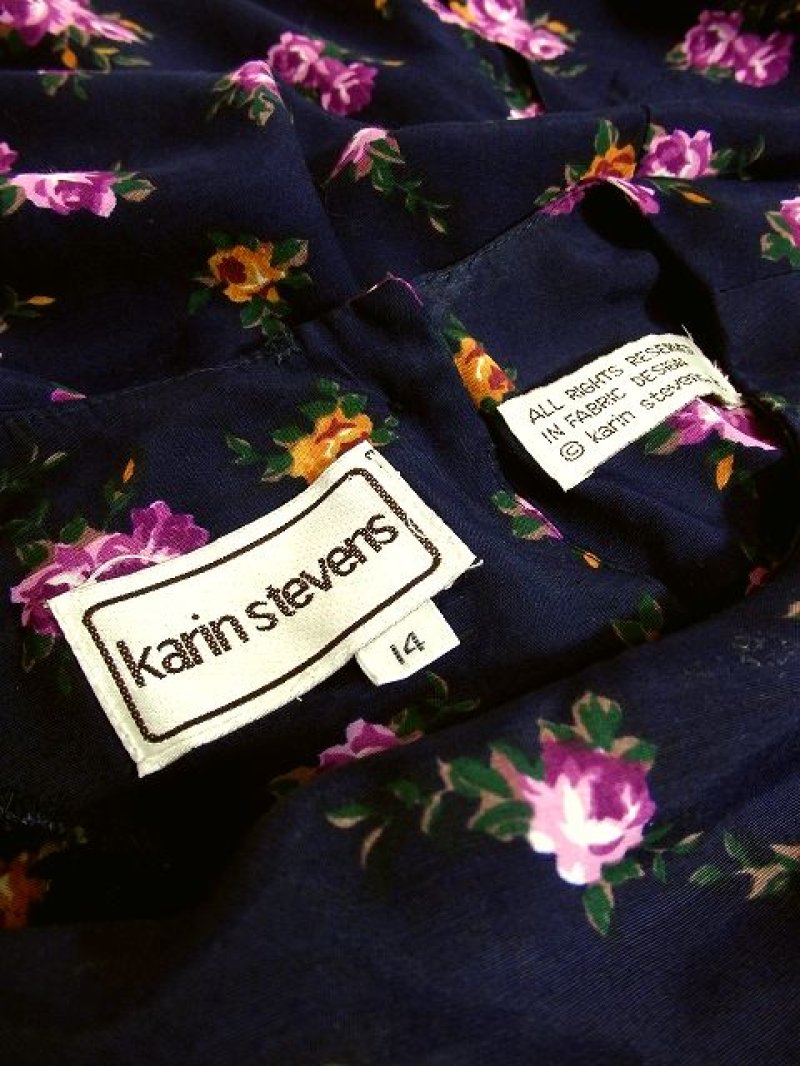 ALL RIGHTS RESERVED
IN FABRIC DESIGN
© karin stevens
karin stevens
14